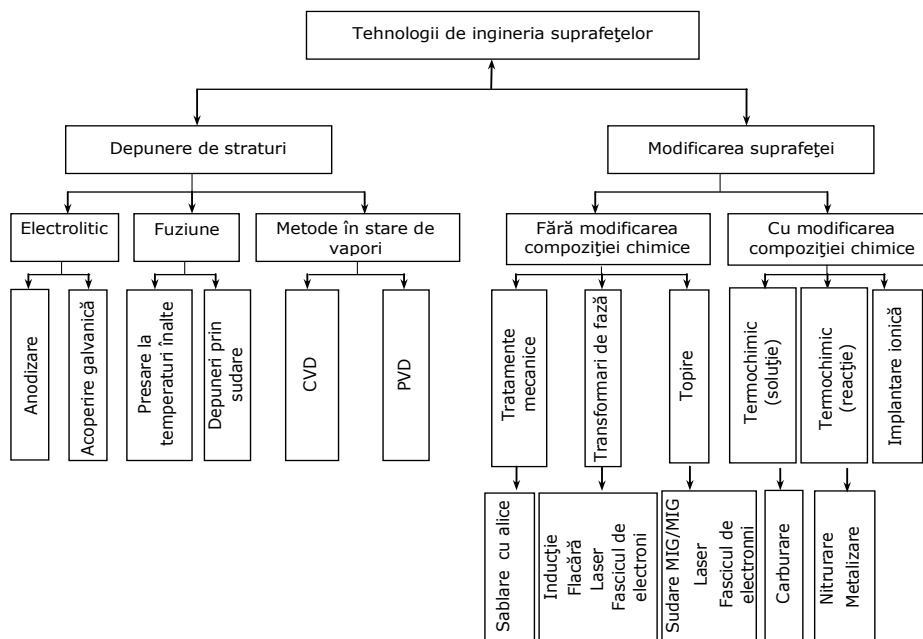 Tehnologii de ingineria suprafeţelor
Depunere de straturi
Modificarea suprafeţei
Electrolitic
Fuziune
Metode în stare de
vapori
Fără modificarea
compoziţiei chimice
Cu modificarea
compoziţiei chimice
Anodizare
Acoperire galvanică
Presare la
temperaturi înalte
Depuneri prin
sudare
CVD
PVD
Tratamente
mecanice
Transformari de fază
Topire
Termochimic
(soluţie)
Termochimic
(reacţie)
Implantare ionică
Sablare cu alice
Inducţie
Flacără
Laser
Fascicul de electroni
Sudare MIG/MIG
Laser
Fascicul de
electronni
Carburare
Nitrurare
Metalizare